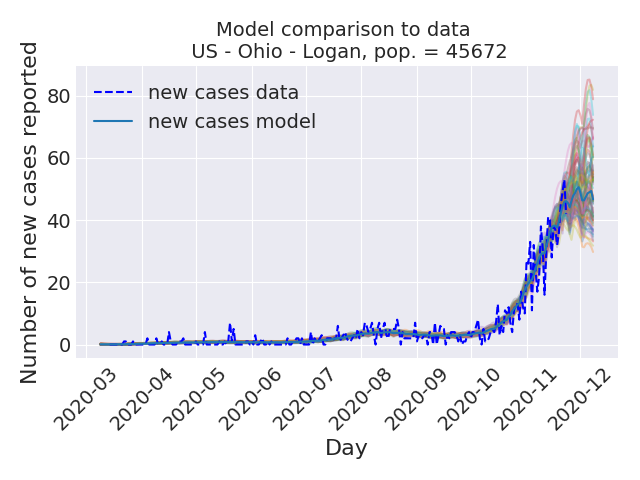 Model comparison to data
US - Ohio - Logan, pop. = 45672
Number of new cases reported
80
60
40
20
0
new cases data
new cases model
2020-03
2020-04
2020-05
2020-06
2020-07
2020-08
2020-09
2020-10
2020-11
2020-12
Day